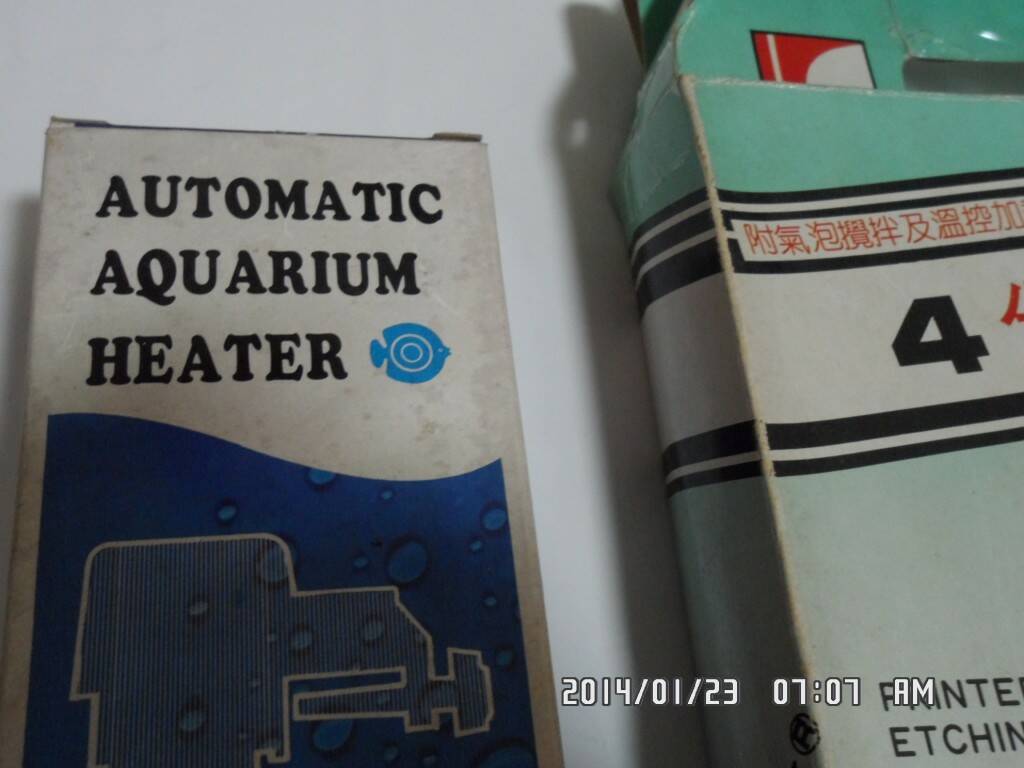 AUTOMATIC
AQUARIUM
HEATER
附氣泡攪拌及溫控加
4
2014/01/23 07:07 AM
PRINTE
ETCHIN